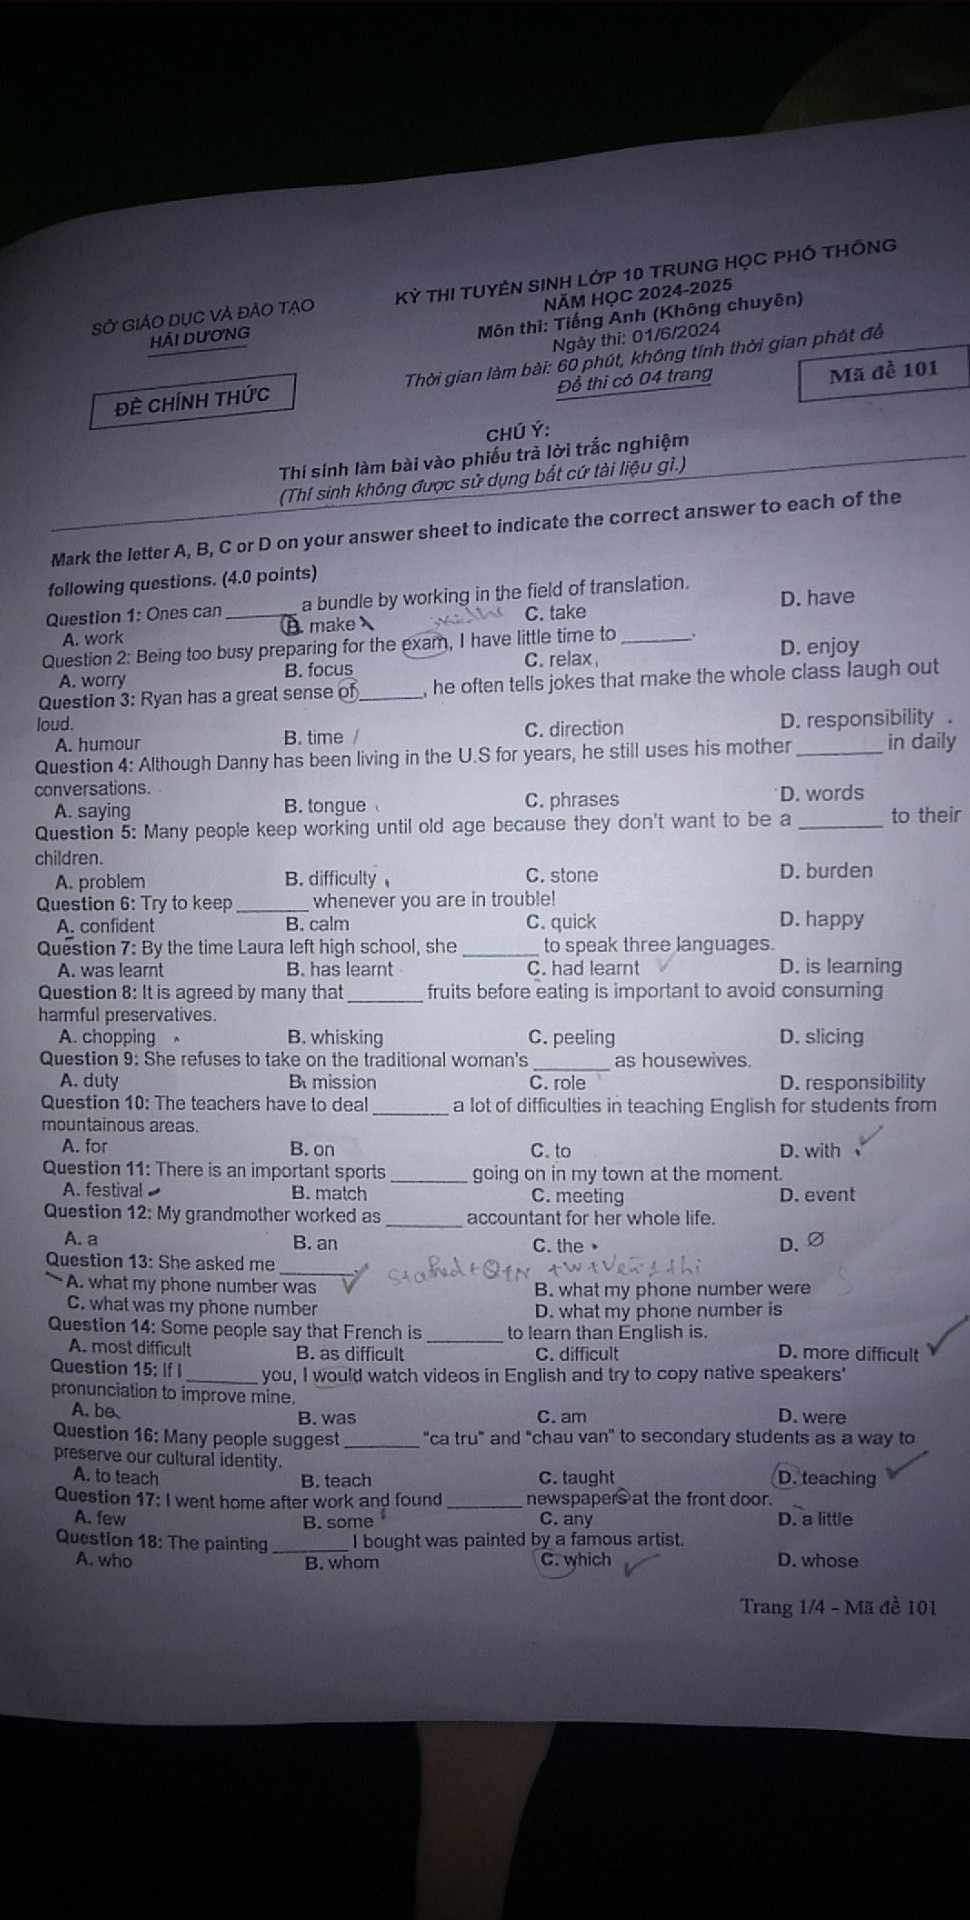 SỞ GIÁO DỤC VÀ ĐÀO TẠO
HẢI DƯƠNG
ĐỀ CHÍNH THỨC
KỲ THI TUYỂN SINH LỚP 10 TRUNG HỌC PHỔ THÔNG
NĂM HỌC 2024-2025
Môn thi: Tiếng Anh (Không chuyên)
Ngày thi: 01/6/2024
Thời gian làm bài: 60 phút, không tính thời gian phát đề
Đề thi có 04 trang
Mã đề 101
CHÚ Ý:
Thí sinh làm bài vào phiếu trả lời trắc nghiệm
(Thí sinh không được sử dụng bất cứ tài liệu gì.)
Mark the letter A, B, C or D on your answer sheet to indicate the correct answer to each of the
following questions. (4.0 points)
Question 1: Ones can ________ a bundle by working in the field of translation.
A. work B. make C. take D. have
Question 2: Being too busy preparing for the exam, I have little time to ________.
A. worry B. focus C. relax D. enjoy
Question 3: Ryan has a great sense of ________, he often tells jokes that make the whole class laugh out
loud.
A. humour B. time C. direction D. responsibility
Question 4: Although Danny has been living in the U.S for years, he still uses his mother ________ in daily
conversations.
A. saying B. tongue C. phrases D. words
Question 5: Many people keep working until old age because they don't want to be a ________ to their
children.
A. problem B. difficulty C. stone D. burden
Question 6: Try to keep ________ whenever you are in trouble!
A. confident B. calm C. quick D. happy
Question 7: By the time Laura left high school, she ________ to speak three languages.
A. was learnt B. has learnt C. had learnt D. is learning
Question 8: It is agreed by many that ________ fruits before eating is important to avoid consuming
harmful preservatives.
A. chopping B. whisking C. peeling D. slicing
Question 9: She refuses to take on the traditional woman's ________ as housewives.
A. duty B. mission C. role D. responsibility
Question 10: The teachers have to deal ________ a lot of difficulties in teaching English for students from
mountainous areas.
A. for B. on C. to D. with
Question 11: There is an important sports ________ going on in my town at the moment.
A. festival B. match C. meeting D. event
Question 12: My grandmother worked as ________ accountant for her whole life.
A. a B. an C. the D. Ø
Question 13: She asked me ________.
A. what my phone number was B. what my phone number were
C. what was my phone number D. what my phone number is
Question 14: Some people say that French is ________ to learn than English is.
A. most difficult B. as difficult C. difficult D. more difficult
Question 15: If I ________ you, I would watch videos in English and try to copy native speakers'
pronunciation to improve mine.
A. be B. was C. am D. were
Question 16: Many people suggest ________ "ca tru" and "chau van" to secondary students as a way to
preserve our cultural identity.
A. to teach B. teach C. taught D. teaching
Question 17: I went home after work and found ________ newspapers at the front door.
A. few B. some C. any D. a little
Question 18: The painting ________ I bought was painted by a famous artist.
A. who B. whom C. which D. whose
Trang 1/4 - Mã đề 101